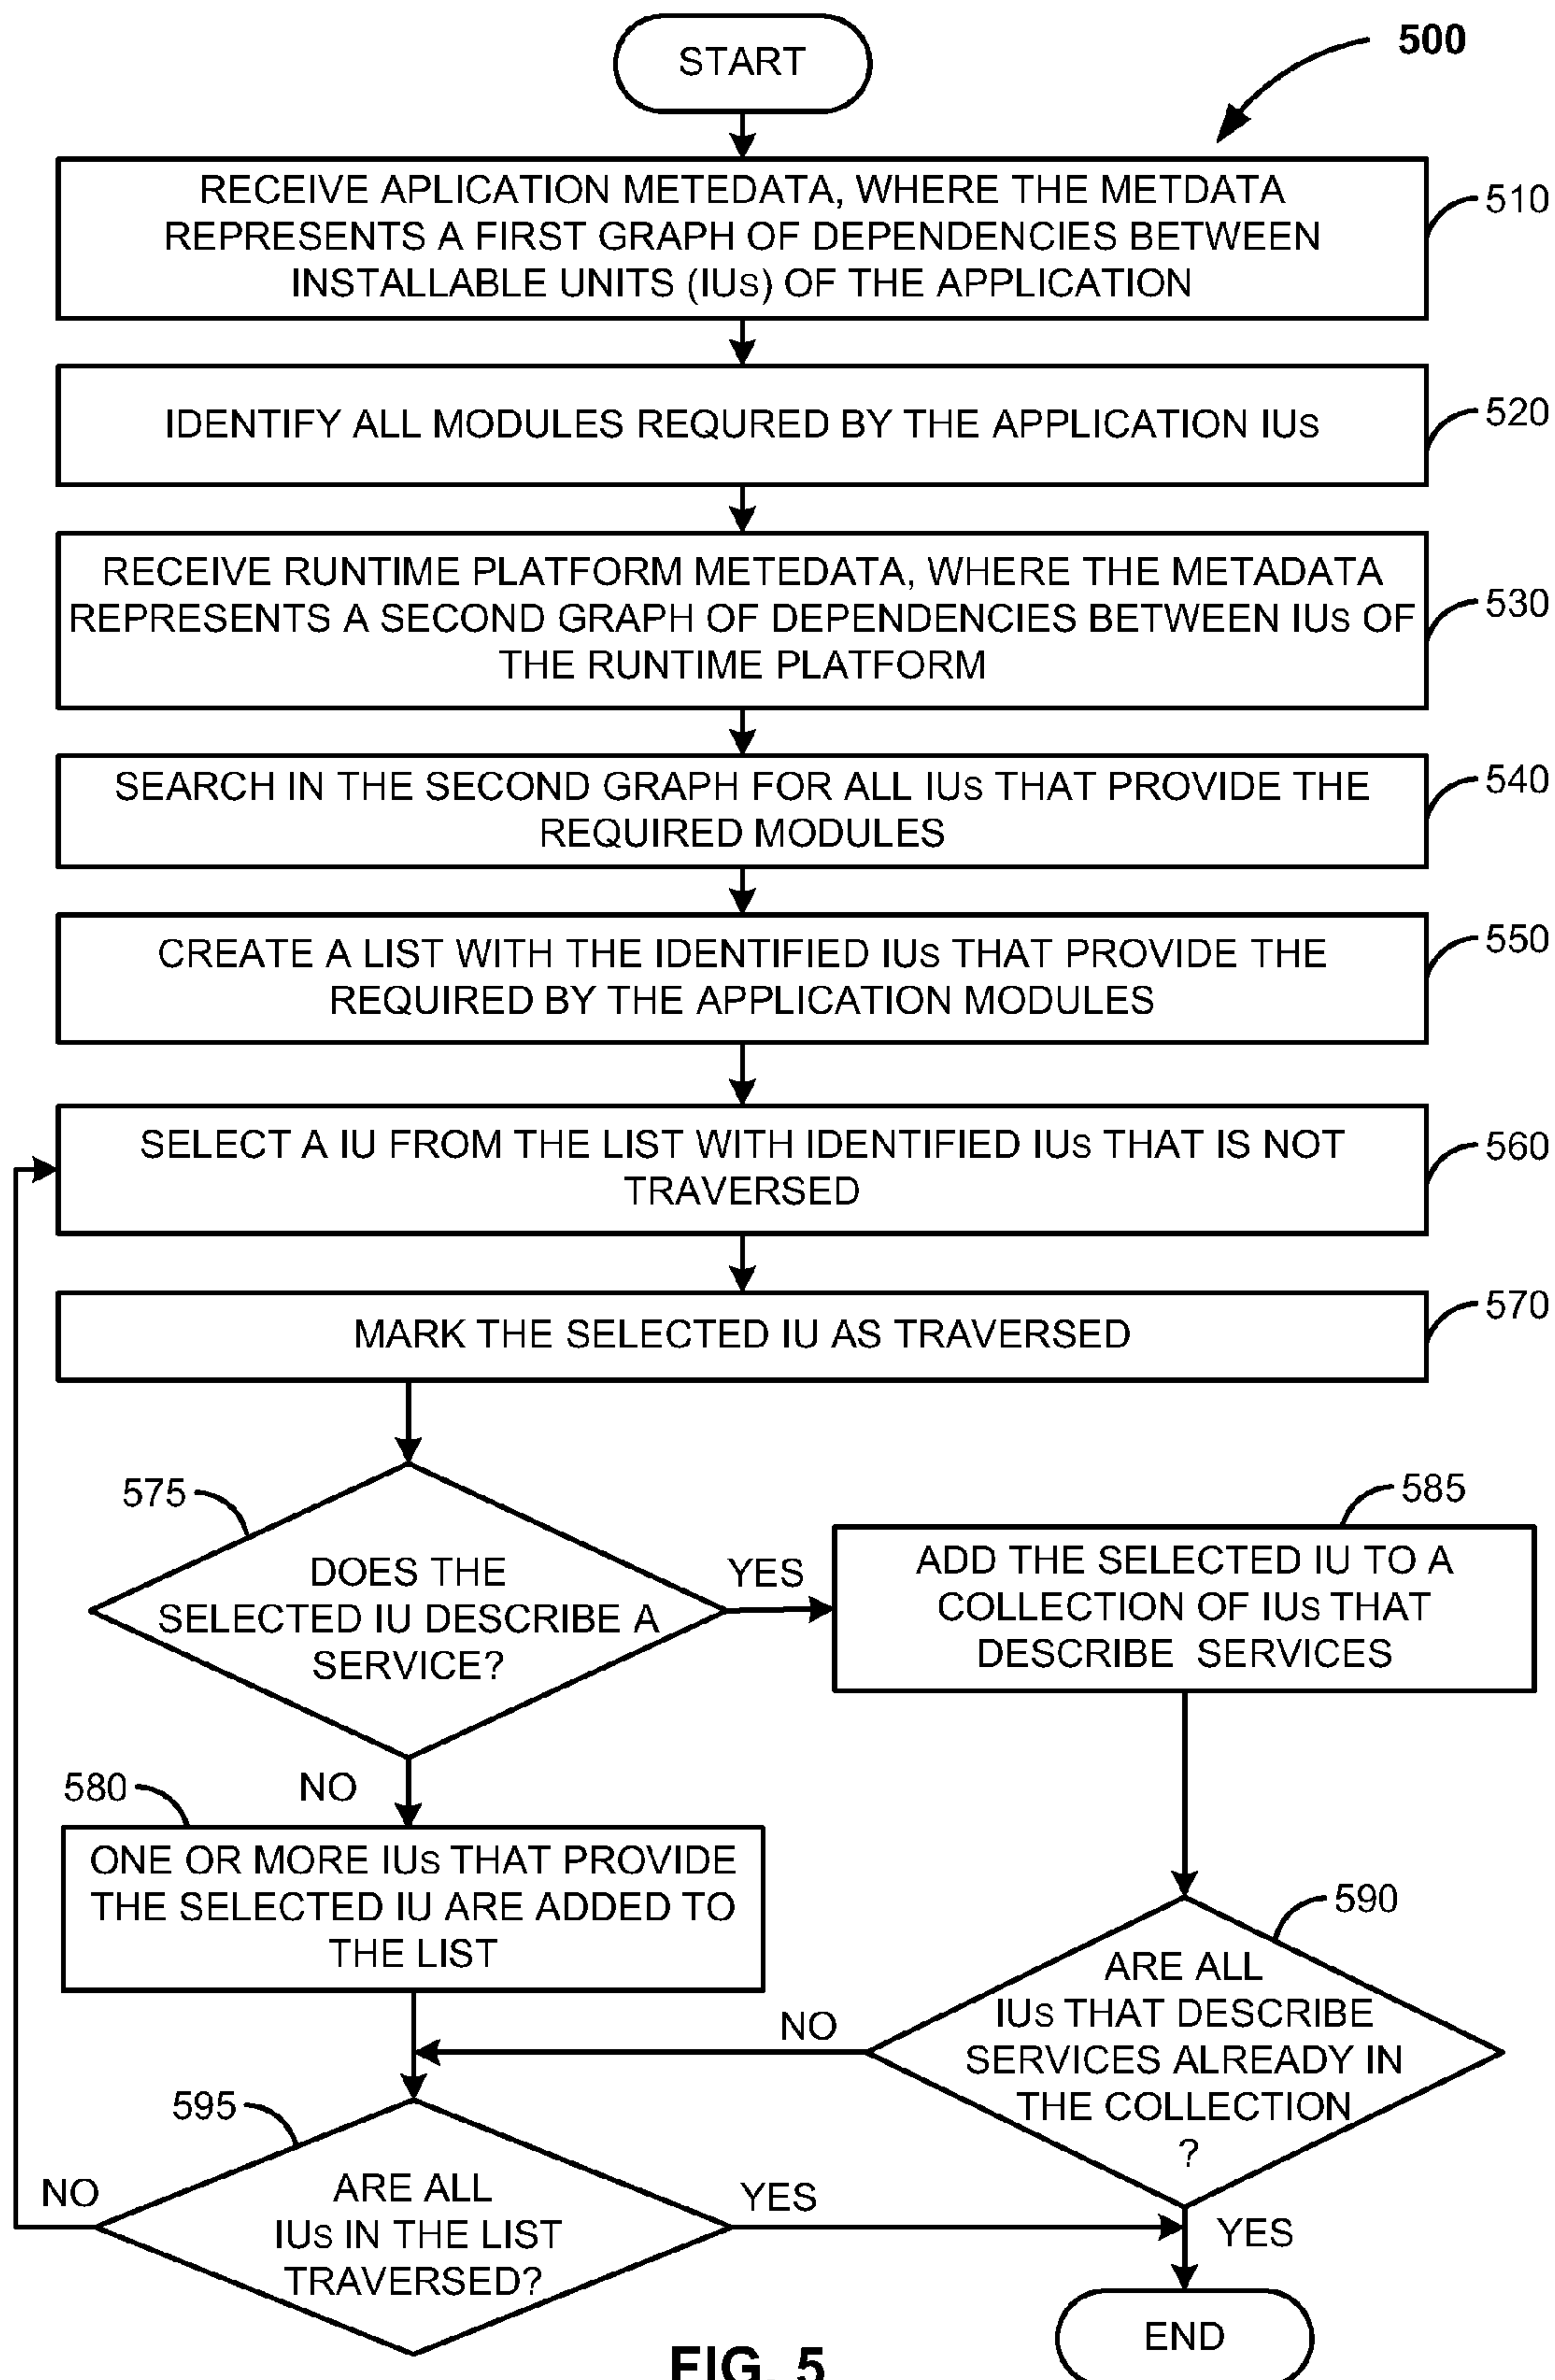 START
500
RECEIVE APLICATION METEDATA, WHERE THE METDATA
REPRESENTS A FIRST GRAPH OF DEPENDENCIES BETWEEN
INSTALLABLE UNITS (IUs) OF THE APPLICATION
510
IDENTIFY ALL MODULES REQURED BY THE APPLICATION IUs
520
RECEIVE RUNTIME PLATFORM METEDATA, WHERE THE METADATA
REPRESENTS A SECOND GRAPH OF DEPENDENCIES BETWEEN IUs OF
THE RUNTIME PLATFORM
530
SEARCH IN THE SECOND GRAPH FOR ALL IUs THAT PROVIDE THE
REQUIRED MODULES
540
CREATE A LIST WITH THE IDENTIFIED IUs THAT PROVIDE THE
REQUIRED BY THE APPLICATION MODULES
550
SELECT A IU FROM THE LIST WITH IDENTIFIED IUs THAT IS NOT
TRAVERSED
560
MARK THE SELECTED IU AS TRAVERSED
570
575
DOES THE
SELECTED IU DESCRIBE A
SERVICE?
YES
585
ADD THE SELECTED IU TO A
COLLECTION OF IUs THAT
DESCRIBE SERVICES
NO
580
ONE OR MORE IUs THAT PROVIDE
THE SELECTED IU ARE ADDED TO
THE LIST
590
ARE ALL
IUs THAT DESCRIBE
SERVICES ALREADY IN
THE COLLECTION
?
NO
YES
595
ARE ALL
IUs IN THE LIST
TRAVERSED?
NO
YES
END
FIG. 5